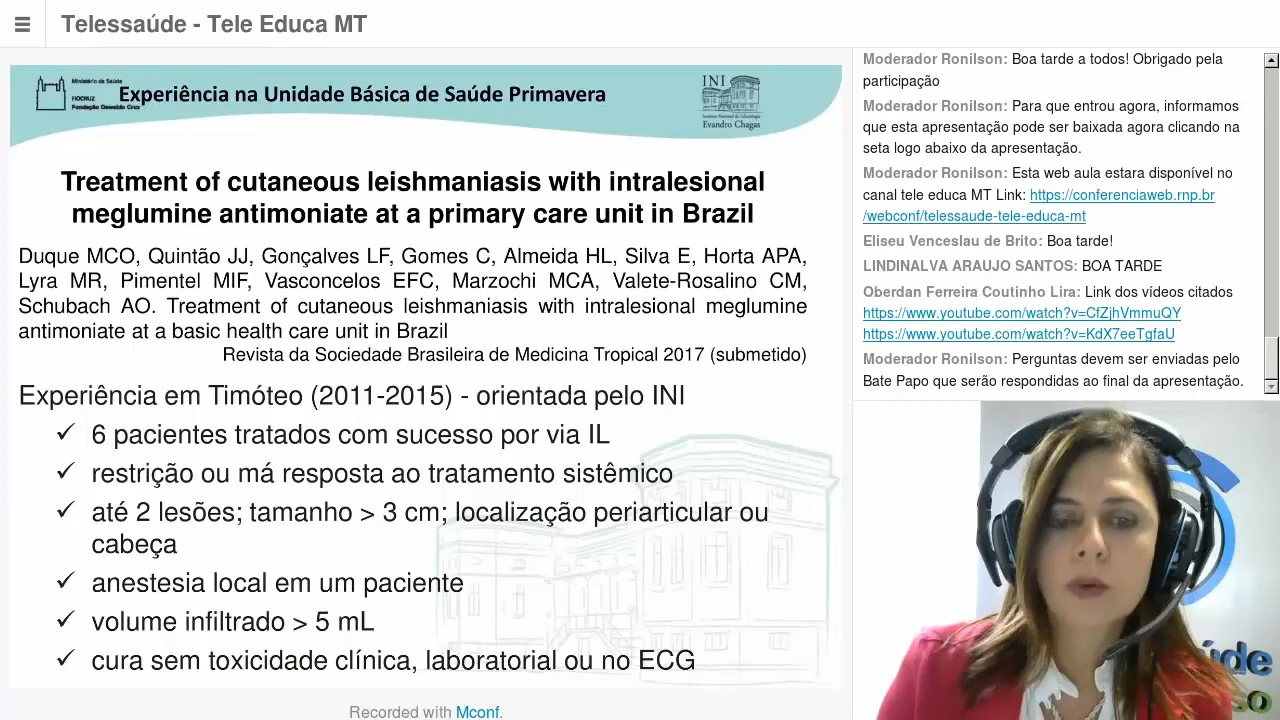 Telessaúde - Tele Educa MT
Ministério da Saúde
FIOCRUZ
Fundação Oswaldo Cruz
Experiência na Unidade Básica de Saúde Primavera
INI
Instituto Nacional de Infectologia
Evandro Chagas
Treatment of cutaneous leishmaniasis with intralesional
meglumine antimoniate at a primary care unit in Brazil
Duque MCO, Quintão JJ, Gonçalves LF, Gomes C, Almeida HL, Silva E, Horta APA,
Lyra MR, Pimentel MIF, Vasconcelos EFC, Marzochi MCA, Valete-Rosalino CM,
Schubach AO. Treatment of cutaneous leishmaniasis with intralesional meglumine
antimoniate at a basic health care unit in Brazil
Revista da Sociedade Brasileira de Medicina Tropical 2017 (submetido)
Experiência em Timóteo (2011-2015) - orientada pelo INI
✓ 6 pacientes tratados com sucesso por via IL
✓ restrição ou má resposta ao tratamento sistêmico
✓ até 2 lesões; tamanho > 3 cm; localização periarticular ou
cabeça
✓ anestesia local em um paciente
✓ volume infiltrado > 5 mL
✓ cura sem toxicidade clínica, laboratorial ou no ECG
Recorded with Mconf.
Moderador Ronilson: Boa tarde a todos! Obrigado pela
participação
Moderador Ronilson: Para que entrou agora, informamos
que esta apresentação pode ser baixada agora clicando na
seta logo abaixo da apresentação.
Moderador Ronilson: Esta web aula estara disponível no
canal tele educa MT Link: https://conferenciaweb.rnp.br
/webconf/telessaude-tele-educa-mt
Eliseu Venceslau de Brito: Boa tarde!
LINDINALVA ARAUJO SANTOS: BOA TARDE
Oberdan Ferreira Coutinho Lira: Link dos vídeos citados
https://www.youtube.com/watch?v=CfZjhVmmuQY
https://www.youtube.com/watch?v=KdX7eeTgfaU
Moderador Ronilson: Perguntas devem ser enviadas pelo
Bate Papo que serão respondidas ao final da apresentação.